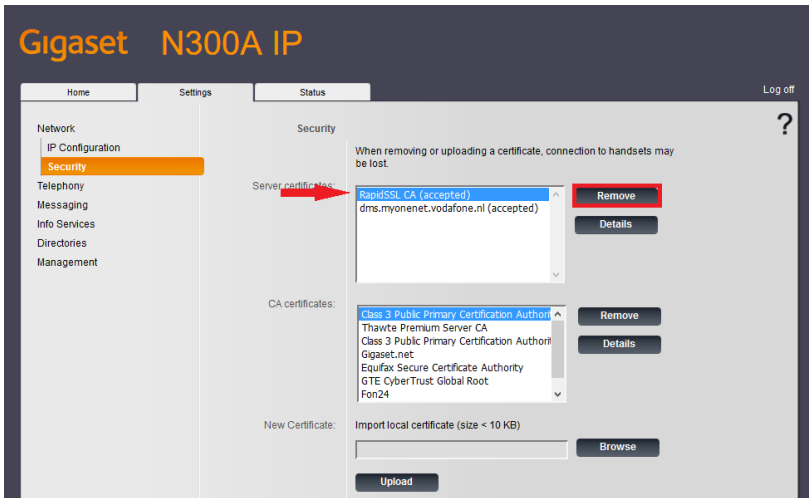 Gigaset N300A IP
Home Settings Status Log off
?
Network
IP Configuration
Security
Telephony
Messaging
Info Services
Directories
Management
Security
When removing or uploading a certificate, connection to handsets may
be lost.
Server certificates:
RapidSSL CA (accepted)
dms.myonenet.vodafone.nl (accepted)
Remove
Details
CA certificates:
Class 3 Public Primary Certification Authori
Thawte Premium Server CA
Class 3 Public Primary Certification Authorit
Gigaset.net
Equifax Secure Certificate Authority
GTE CyberTrust Global Root
Fon24
Remove
Details
New Certificate:
Import local certificate (size < 10 KB)
Browse
Upload